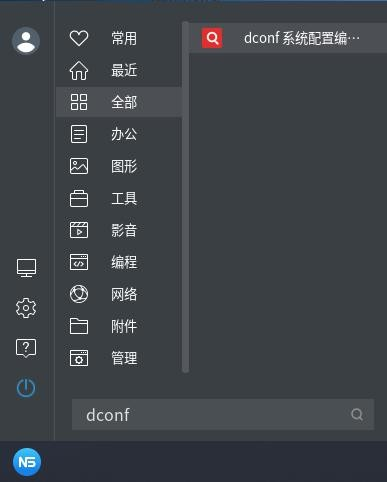 常用
最近
全部
办公
图形
工具
影音
编程
网络
附件
管理
dconf 系统配置编…
dconf
N5